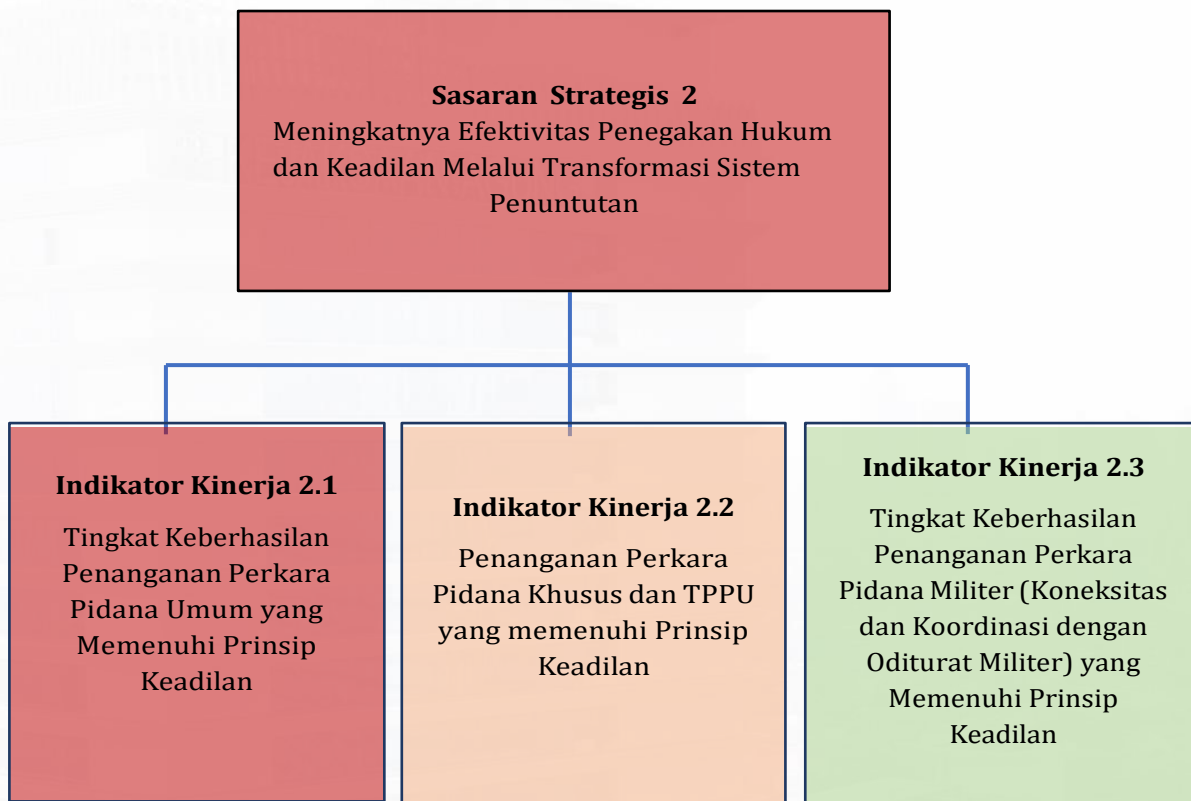 Sasaran Strategis 2
Meningkatnya Efektivitas Penegakan Hukum
dan Keadilan Melalui Transformasi Sistem
Penuntutan
Indikator Kinerja 2.1
Tingkat Keberhasilan
Penanganan Perkara
Pidana Umum yang
Memenuhi Prinsip
Keadilan
Indikator Kinerja 2.2
Penanganan Perkara
Pidana Khusus dan TPPU
yang memenuhi Prinsip
Keadilan
Indikator Kinerja 2.3
Tingkat Keberhasilan
Penanganan Perkara
Pidana Militer (Koneksitas
dan Koordinasi dengan
Oditurat Militer) yang
Memenuhi Prinsip
Keadilan